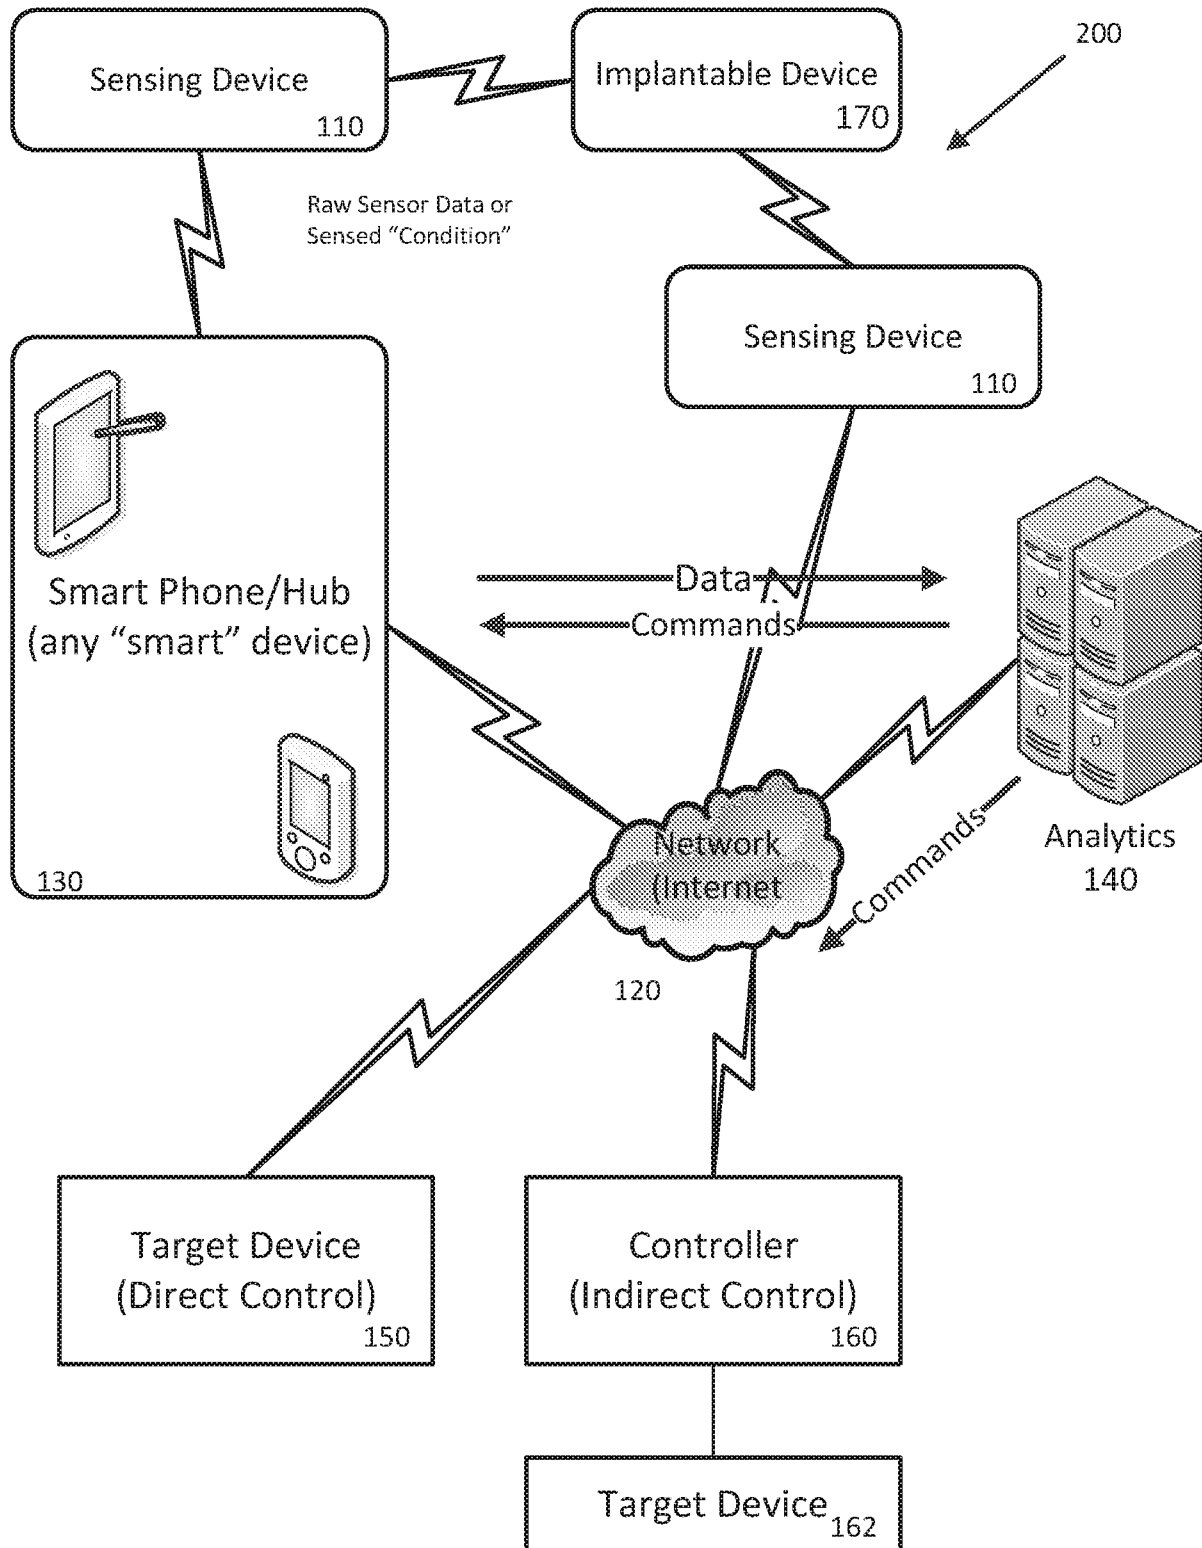 200
Sensing Device
110
Implantable Device
170
Raw Sensor Data or
Sensed “Condition”
Sensing Device
110
Smart Phone/Hub
(any “smart” device)
130
Data
Commands
Network
(Internet
120
Commands
Analytics
140
Target Device
(Direct Control)
150
Controller
(Indirect Control)
160
Target Device
162